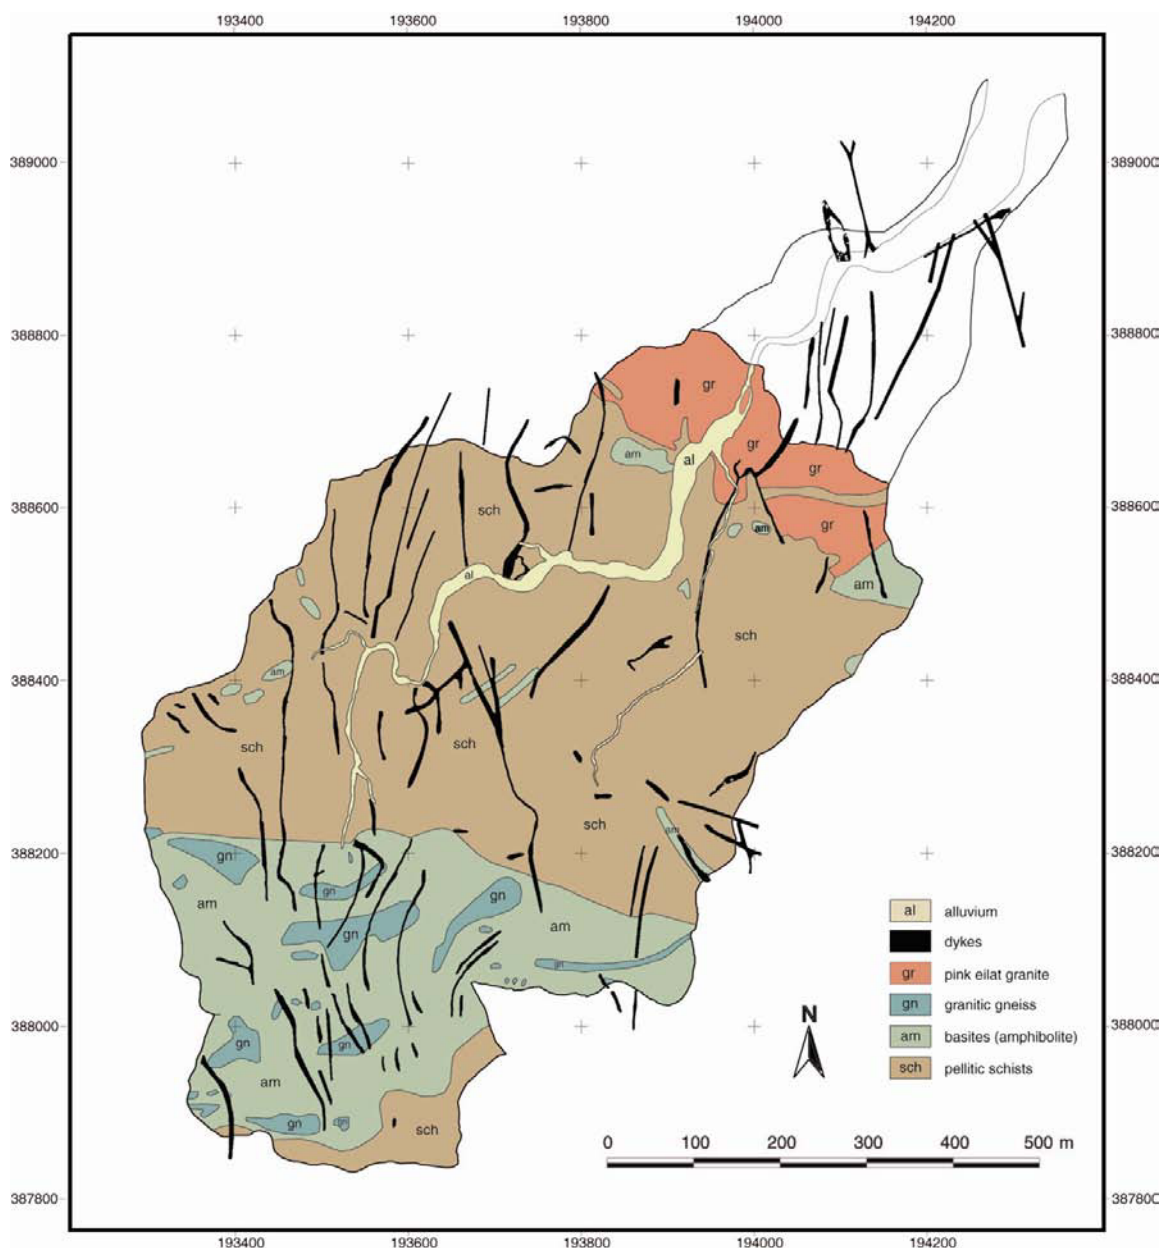 193400 193600 193800 194000 194200
389000 389000
388800 388800
gr
gr
am
al gr
sch
388600 388600
am gr
al am
sch
am
388400 388400
sch sch
sch am
388200 388200
gn
gn gn
am am
gn
gn
al alluvium
dykes
gr pink eilat granite
gn granitic gneiss
am basites (amphibolite)
sch pellitic schists
N
388000 388000
gn gn
am
gn gn
sch
0 100 200 300 400 500 m
387800 387800
193400 193600 193800 194000 194200